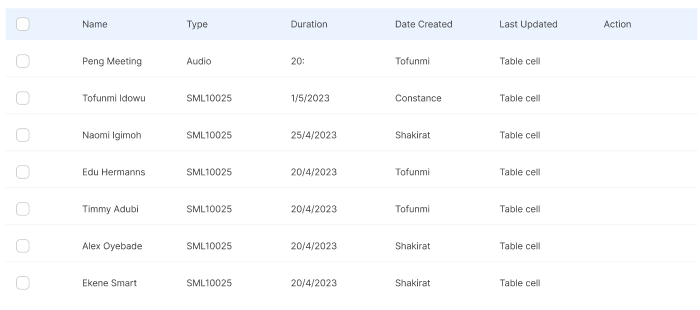 Name Type Duration Date Created Last Updated Action
Peng Meeting Audio 20: Tofunmi Table cell
Tofunmi Idowu SML10025 1/5/2023 Constance Table cell
Naomi Igimoh SML10025 25/4/2023 Shakirat Table cell
Edu Hermanns SML10025 20/4/2023 Tofunmi Table cell
Timmy Adubi SML10025 20/4/2023 Tofunmi Table cell
Alex Oyebade SML10025 20/4/2023 Shakirat Table cell
Ekene Smart SML10025 20/4/2023 Shakirat Table cell